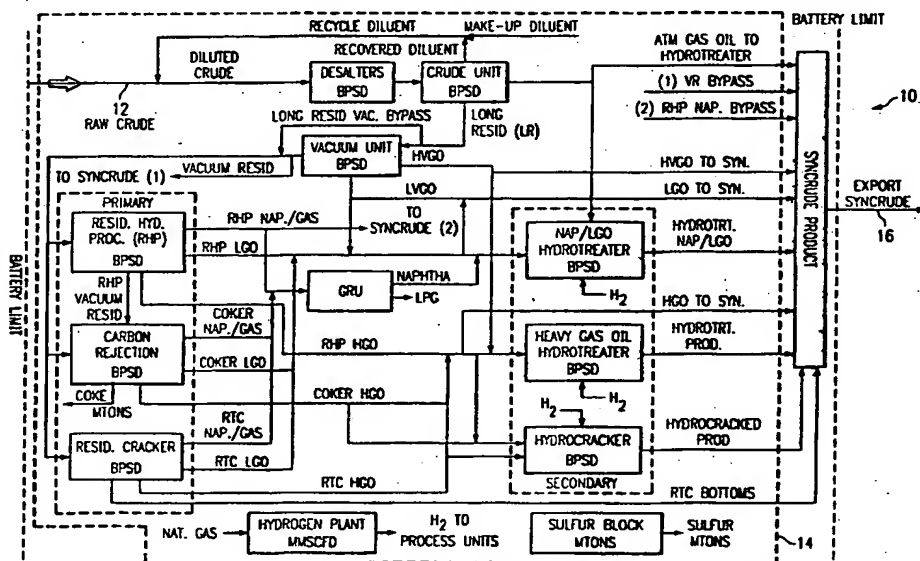 RECYCLE DILUENT
MAKE-UP DILUENT
BATTERY LIMIT
RECOVERED DILUENT
ATM GAS OIL TO
HYDROTREATER
DILUTED
CRUDE
DESALTERS
BPSD
CRUDE UNIT
BPSD
(1) VR BYPASS
10
12
RAW CRUDE
(2) RHP NAP. BYPASS
LONG
RESID (LR)
LONG RESID VAC. BYPASS
VACUUM UNIT
BPSD
HVGO
VACUUM RESID
TO SYNCRUDE (1)
HVGO TO SYN.
LVGO
LGO TO SYN.
SYNCRUDE PRODUCT
EXPORT
SYNCRUDE
16
PRIMARY
RESID. HYD.
PROC. (RHP)
BPSD
RHP NAP./GAS
TO
SYNCRUDE (2)
RHP LGO
NAP/LGO
HYDROTREATER
BPSD
HYDROTRT.
NAP/LGO
H2
NAPHTHA
GRU
LPG
RHP
VACUUM
RESID
BATTERY LIMIT
COKER
NAP./GAS
CARBON
REJECTION
BPSD
COKER LGO
RHP HGO
HGO TO SYN.
HEAVY GAS OIL
HYDROTREATER
BPSD
HYDROTRT.
PROD.
COKE
MTONS
COKER HGO
H2
H2
RTC
NAP./GAS
RESID. CRACKER
BPSD
RTC LGO
HYDROCRACKER
BPSD
HYDROCRACKED
PROD
SECONDARY
RTC HGO
RTC BOTTOMS
NAT. GAS
HYDROGEN PLANT
MMSCFD
H2 TO
PROCESS UNITS
SULFUR BLOCK
MTONS
SULFUR
MTONS
14